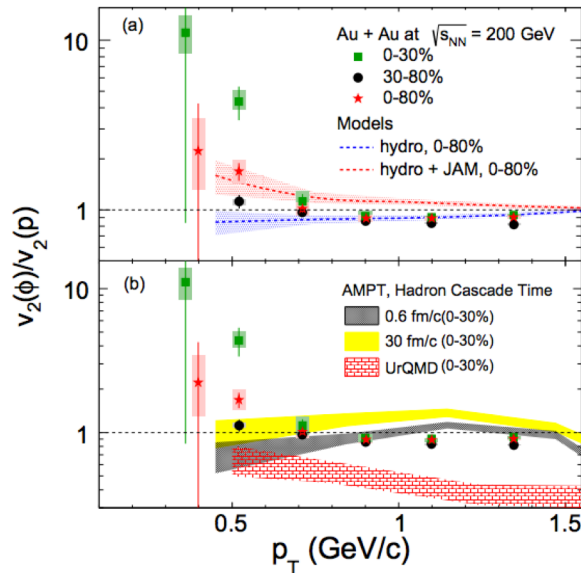 (a) Au + Au at √sNN = 200 GeV
0-30%
30-80%
0-80%
Models
hydro, 0-80%
hydro + JAM, 0-80%
10
1
v2(ϕ)/v2(p)
(b) AMPT, Hadron Cascade Time
0.6 fm/c(0-30%)
30 fm/c (0-30%)
UrQMD (0-30%)
10
1
0.5 1 1.5
pT (GeV/c)